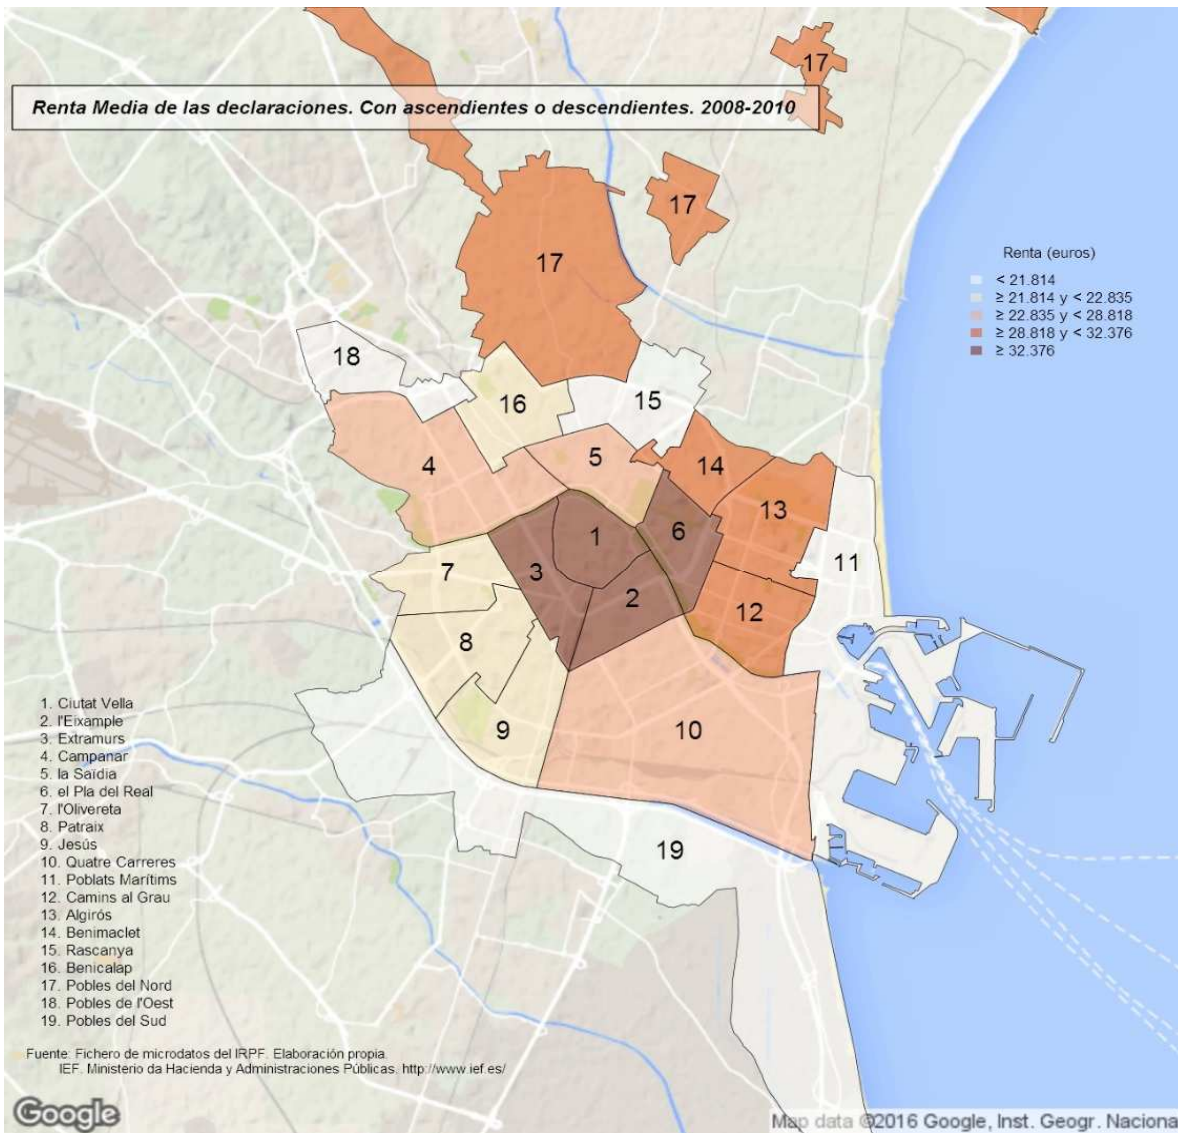 Renta Media de las declaraciones. Con ascendientes o descendientes. 2008-2010
17
17
17
Renta (euros)
< 21.814
≥ 21.814 y < 22.835
≥ 22.835 y < 28.818
≥ 28.818 y < 32.376
≥ 32.376
18
16
15
4
5
14
13
6
1
11
7
3
2
12
8
9
10
19
1. Ciutat Vella
2. l'Eixample
3. Extramurs
4. Campanar
5. la Saïdia
6. el Pla del Real
7. l'Olivereta
8. Patraix
9. Jesús
10. Quatre Carreres
11. Poblats Marítims
12. Camins al Grau
13. Algirós
14. Benimaclet
15. Rascanya
16. Benicalap
17. Pobles del Nord
18. Pobles de l'Oest
19. Pobles del Sud
Fuente: Fichero de microdatos del IRPF. Elaboración propia.
IEF. Ministerio da Hacienda y Administraciones Públicas, http://www.ief.es/
Google
Map data ©2016 Google, Inst. Geogr. Naciona